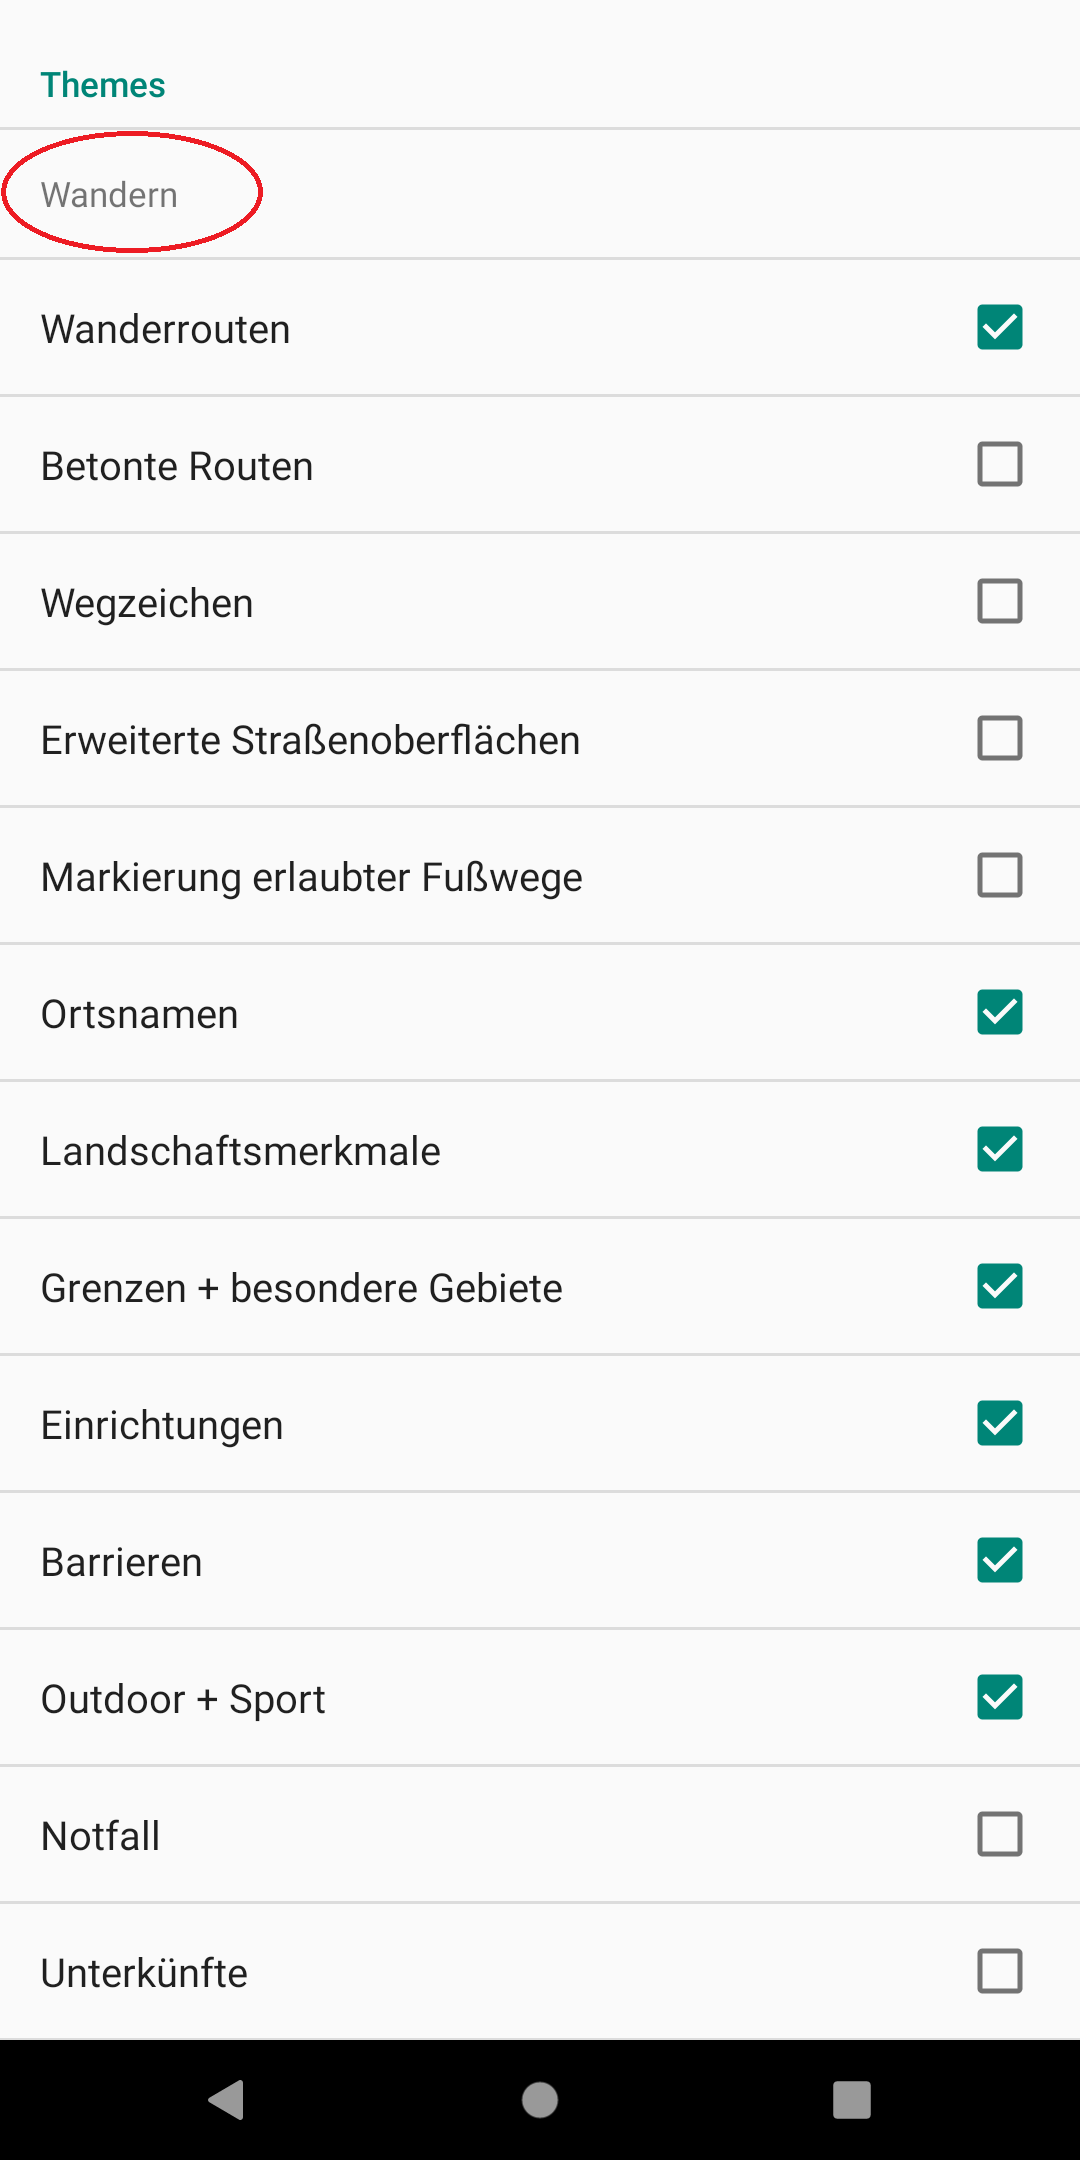 Themes
Wandern
Wanderrouten
Betonte Routen
Wegzeichen
Erweiterte Straßenoberflächen
Markierung erlaubter Fußwege
Ortsnamen
Landschaftsmerkmale
Grenzen + besondere Gebiete
Einrichtungen
Barrieren
Outdoor + Sport
Notfall
Unterkünfte